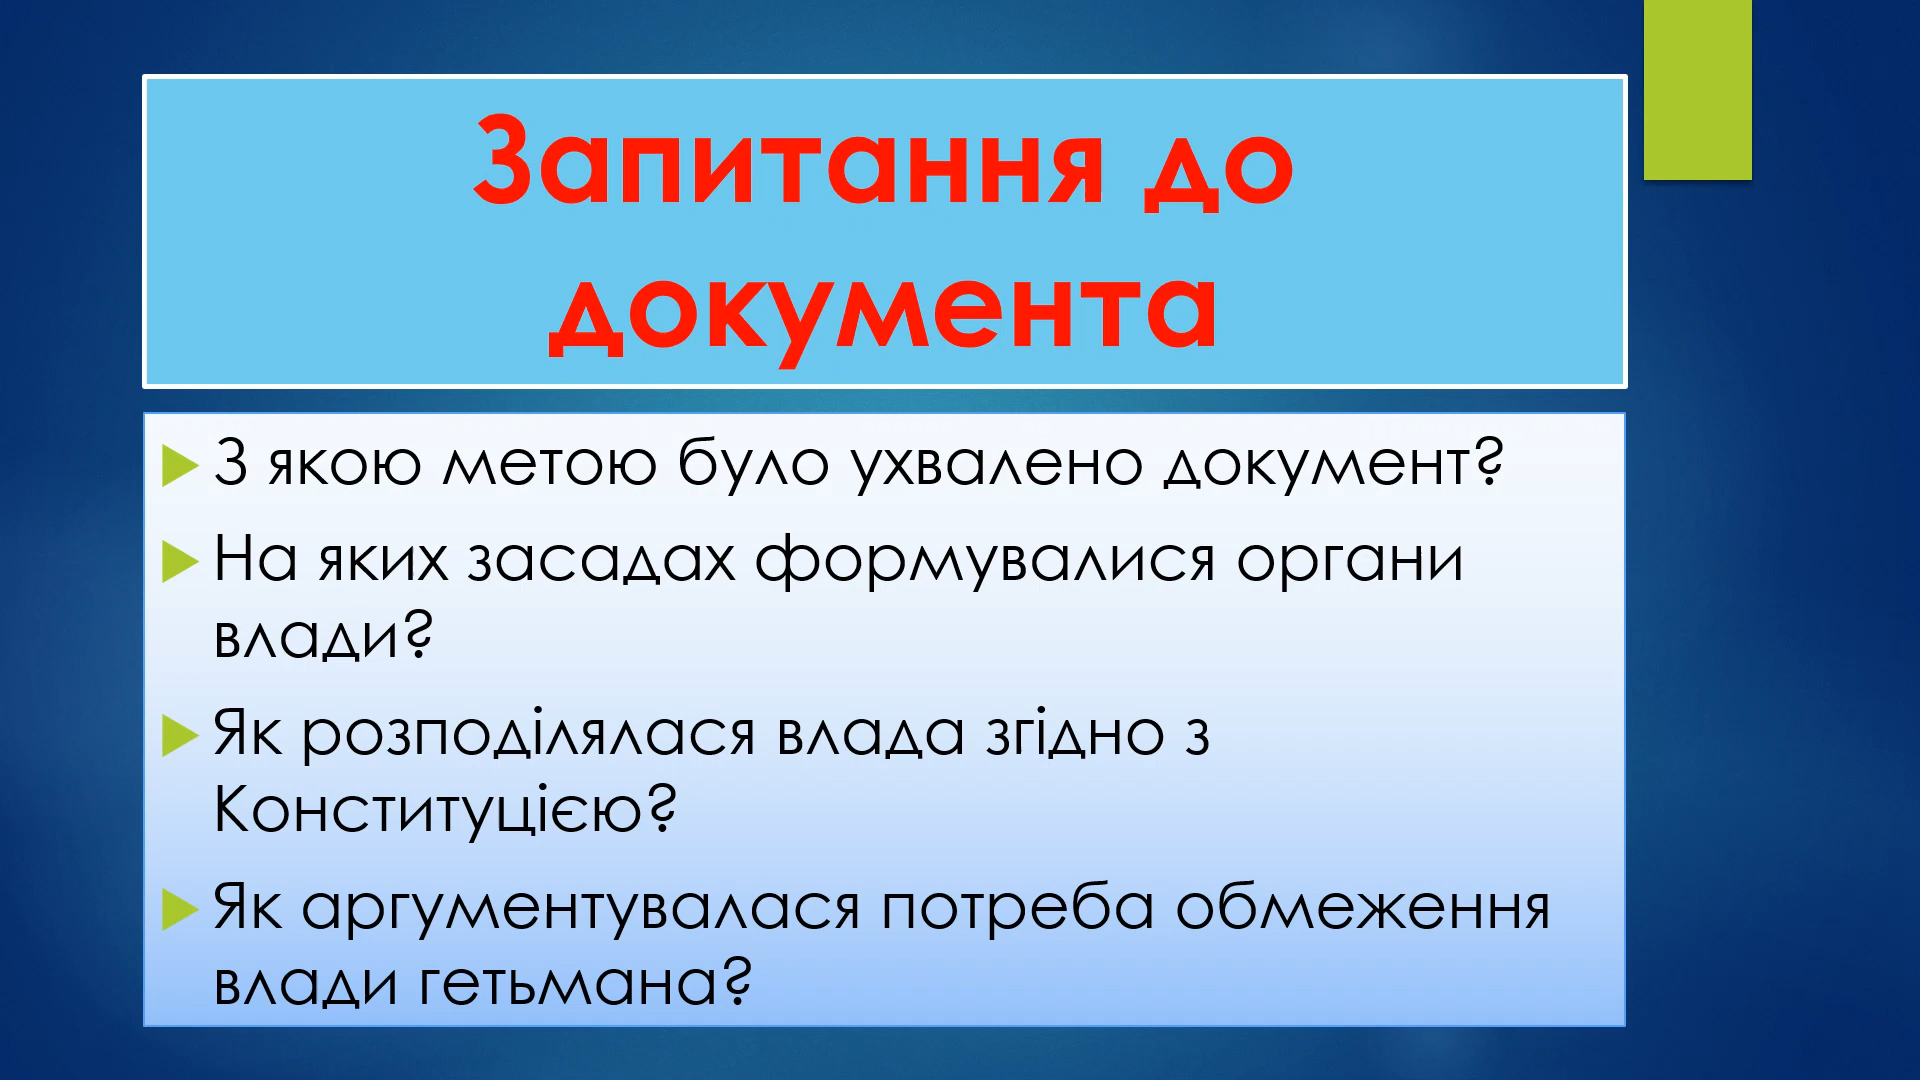 Запитання до
документа
З якою метою було ухвалено документ?
На яких засадах формувалися органи
влади?
Як розподілялася влада згідно з
Конституцією?
Як аргументувалася потреба обмеження
влади гетьмана?